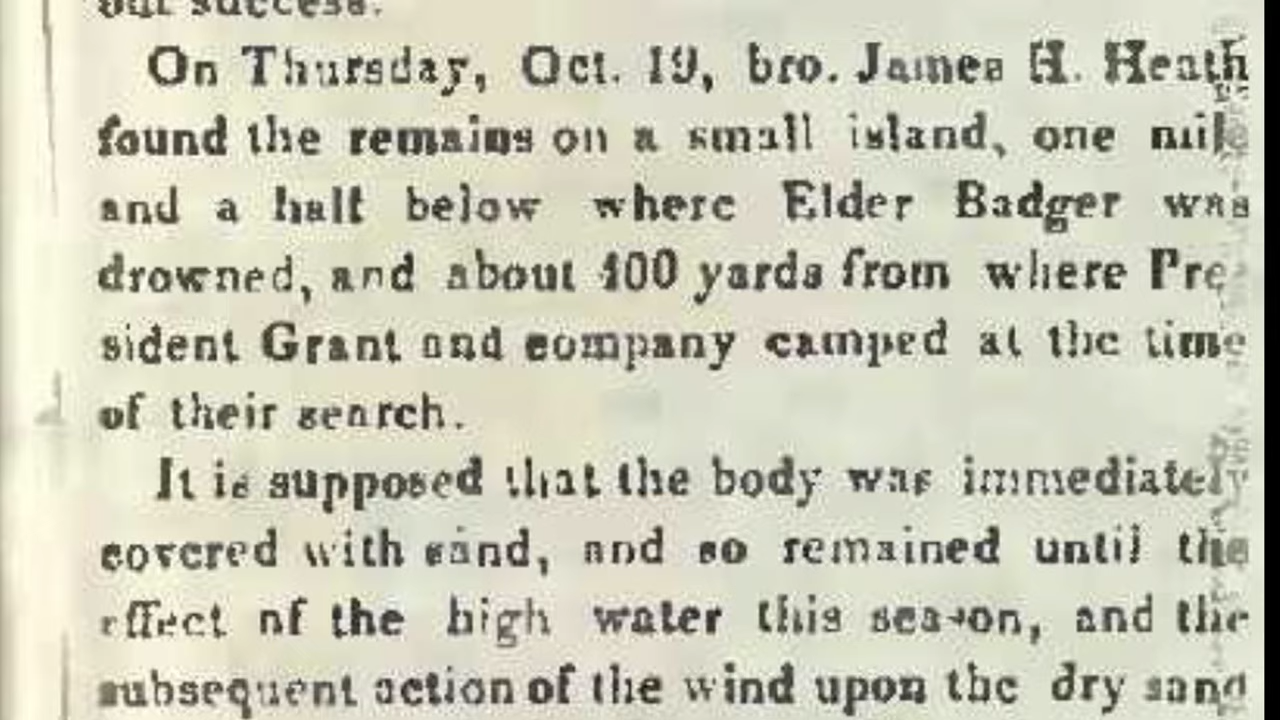 out success.
On Thursday, Oct. 19, bro. James H. Heath
found the remains on a small island, one mile
and a half below where Elder Badger was
drowned, and about 400 yards from where Pre-
sident Grant and company camped at the time
of their search.
It is supposed that the body was immediately
covered with sand, and so remained until the
effect of the high water this season, and the
subsequent action of the wind upon the dry sand